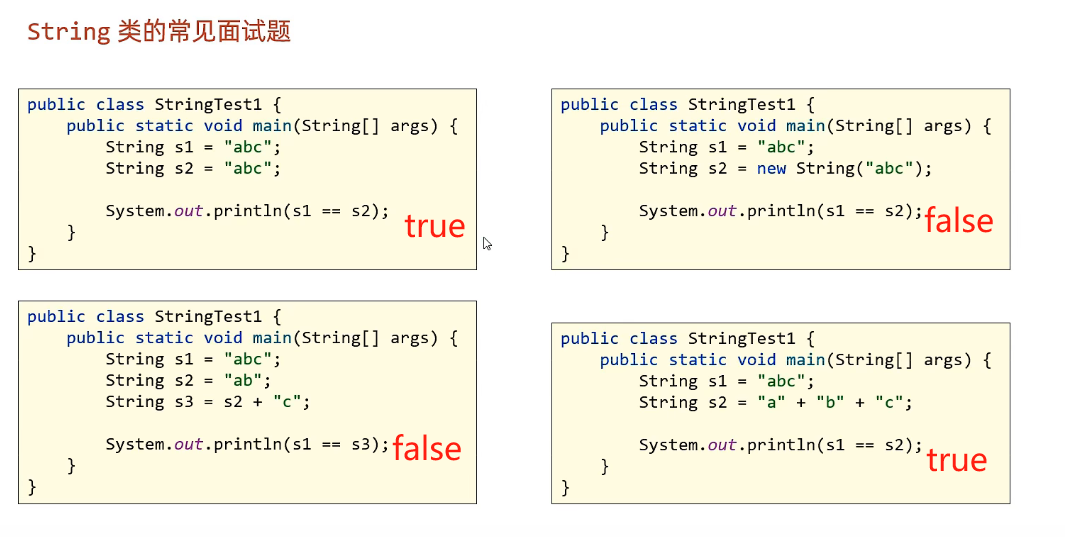 String 类的常见面试题
public class StringTest1 {
    public static void main(String[] args) {
        String s1 = "abc";
        String s2 = "abc";
        System.out.println(s1 == s2);
true
    }
}
public class StringTest1 {
    public static void main(String[] args) {
        String s1 = "abc";
        String s2 = new String("abc");
        System.out.println(s1 == s2);
false
    }
}
public class StringTest1 {
    public static void main(String[] args) {
        String s1 = "abc";
        String s2 = "ab";
        String s3 = s2 + "c";
        System.out.println(s1 == s3);
false
    }
}
public class StringTest1 {
    public static void main(String[] args) {
        String s1 = "abc";
        String s2 = "a" + "b" + "c";
        System.out.println(s1 == s2);
true
    }
}